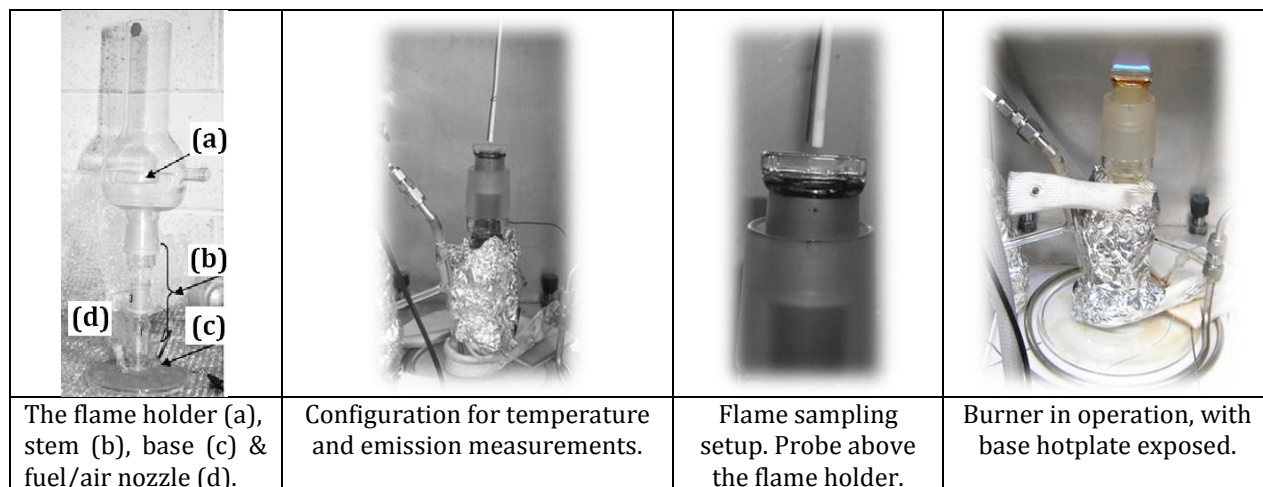 (a)
(b)
(d)
(c)
The flame holder (a),
stem (b), base (c) &
fuel/air nozzle (d).
Configuration for temperature
and emission measurements.
Flame sampling
setup. Probe above
the flame holder.
Burner in operation, with
base hotplate exposed.